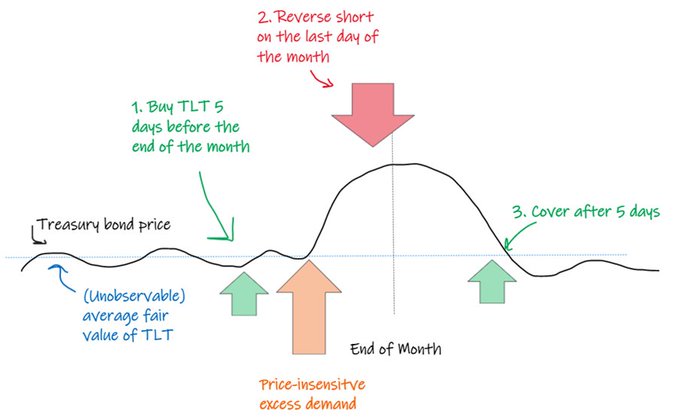 2. Reverse short
on the last day of
the month
1. Buy TLT 5
days before the
end of the month
Treasury bond price
3. Cover after 5 days
(Unobservable)
average fair
value of TLT
End of Month
Price-insensitve
excess demand